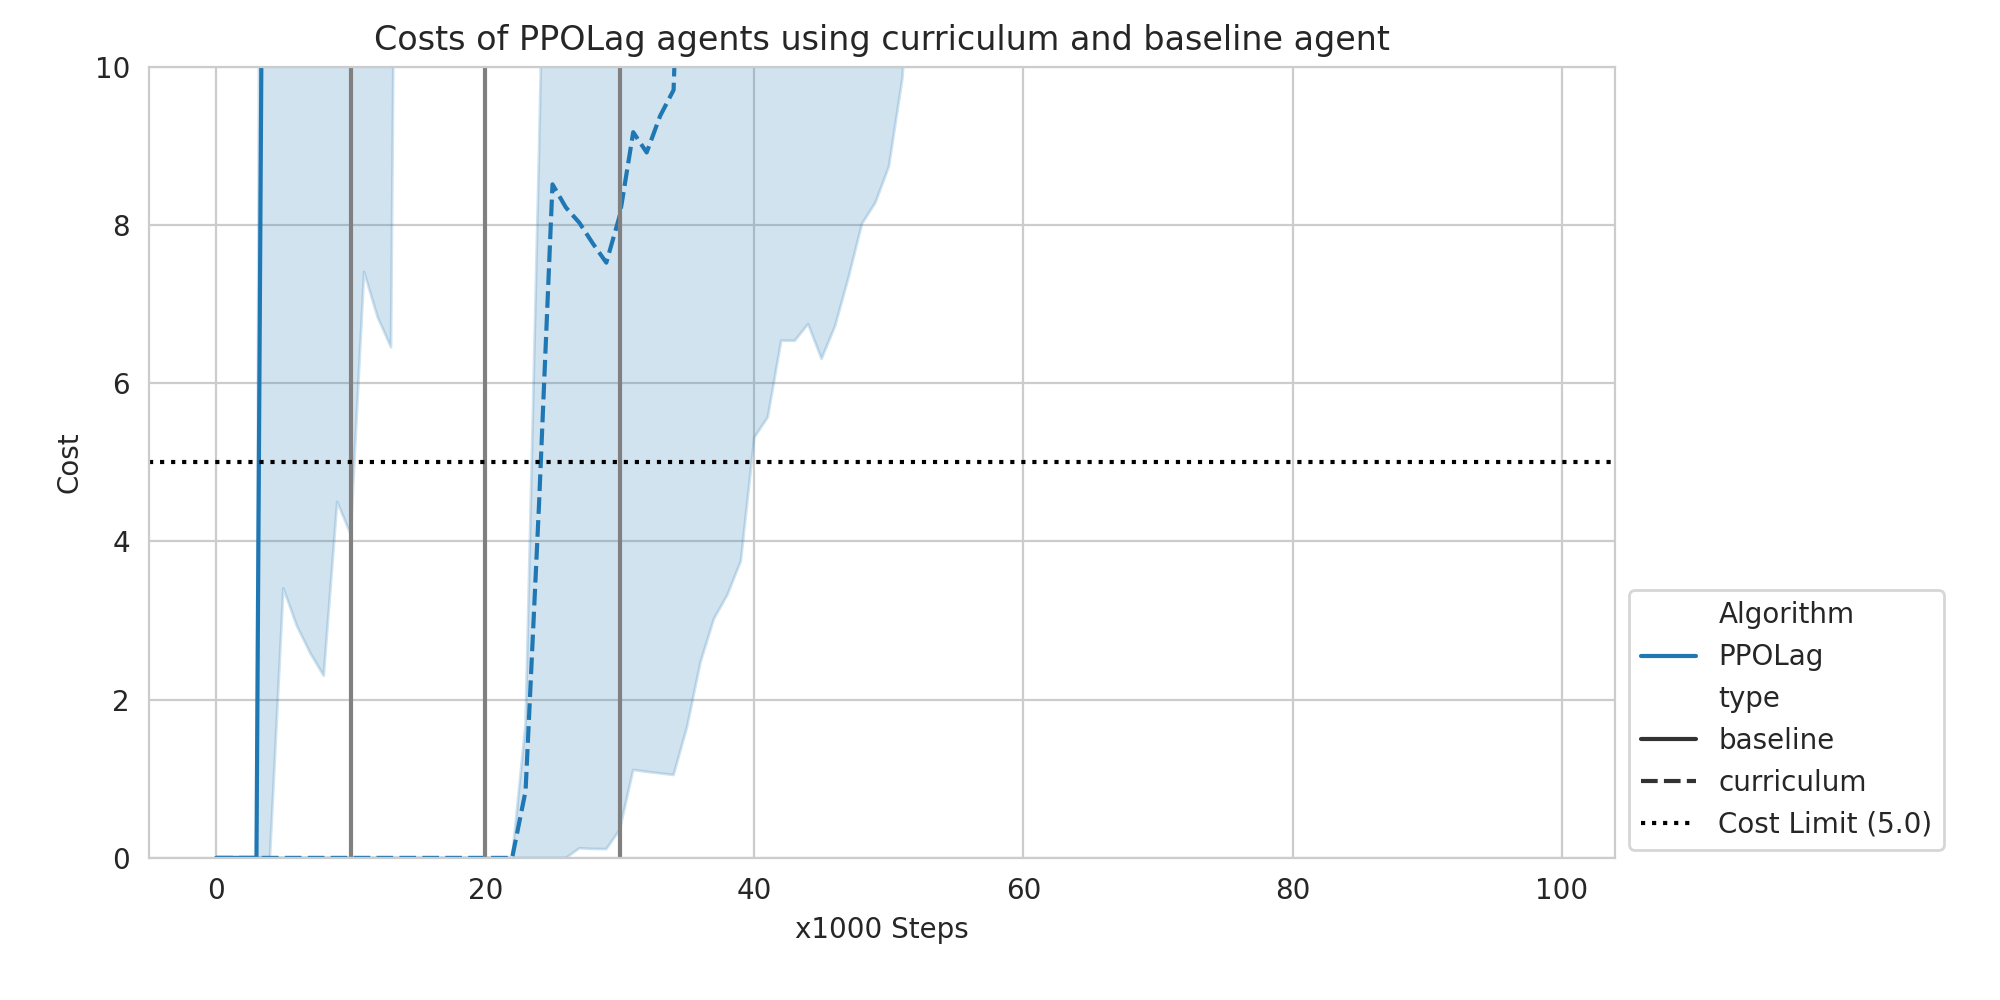 Costs of PPOLag agents using curriculum and baseline agent
10
8
6
4
2
0
Cost
0 20 40 60 80 100
x1000 Steps
Algorithm
PPOLag
type
baseline
curriculum
Cost Limit (5.0)